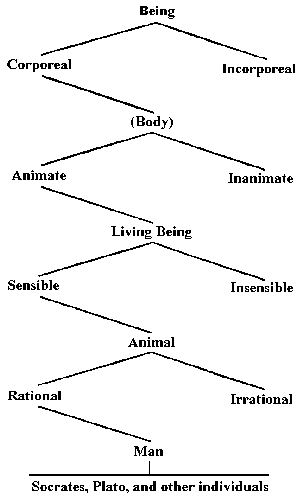 Being
Corporeal
Incorporeal
(Body)
Animate
Inanimate
Living Being
Sensible
Insensible
Animal
Rational
Irrational
Man
Socrates, Plato, and other individuals